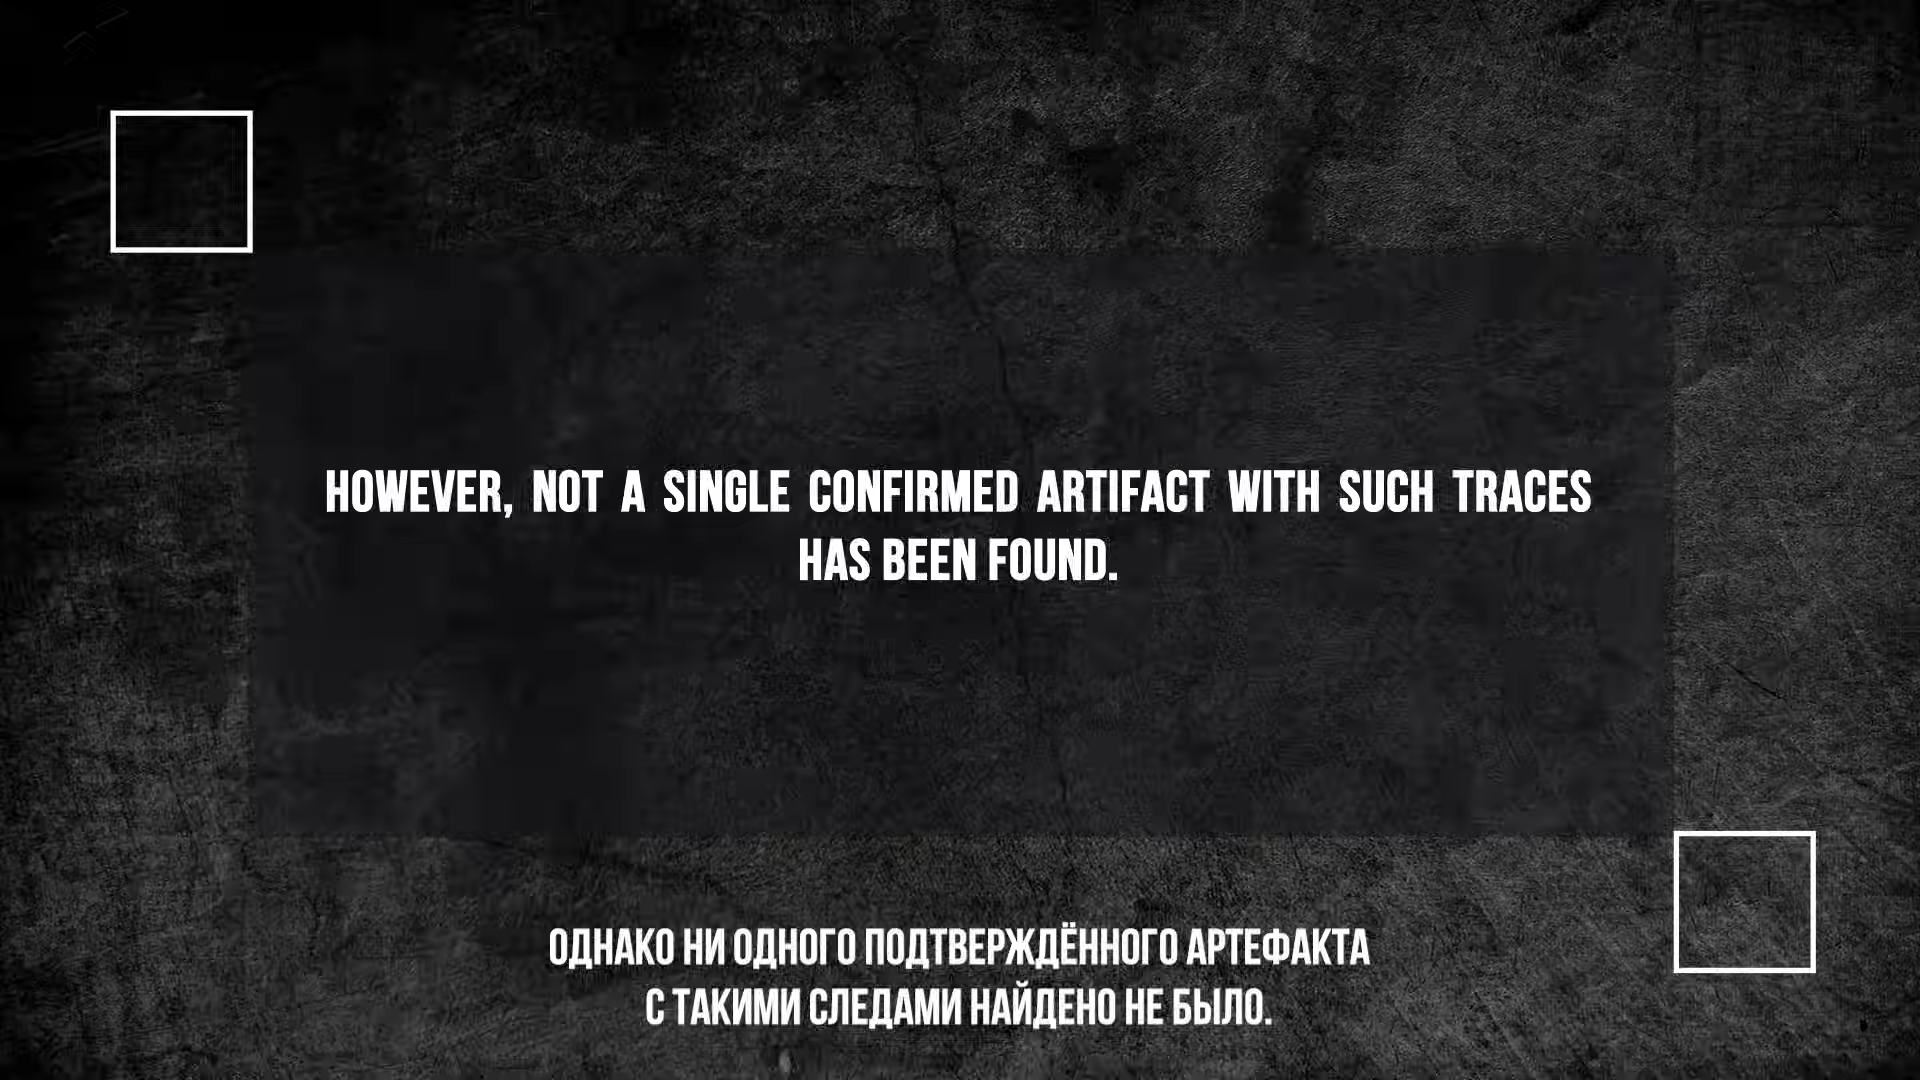 HOWEVER, NOT A SINGLE CONFIRMED ARTIFACT WITH SUCH TRACES
HAS BEEN FOUND.
ОДНАКО НИ ОДНОГО ПОДТВЕРЖДЁННОГО АРТЕФАКТА
С ТАКИМИ СЛЕДАМИ НАЙДЕНО НЕ БЫЛО.